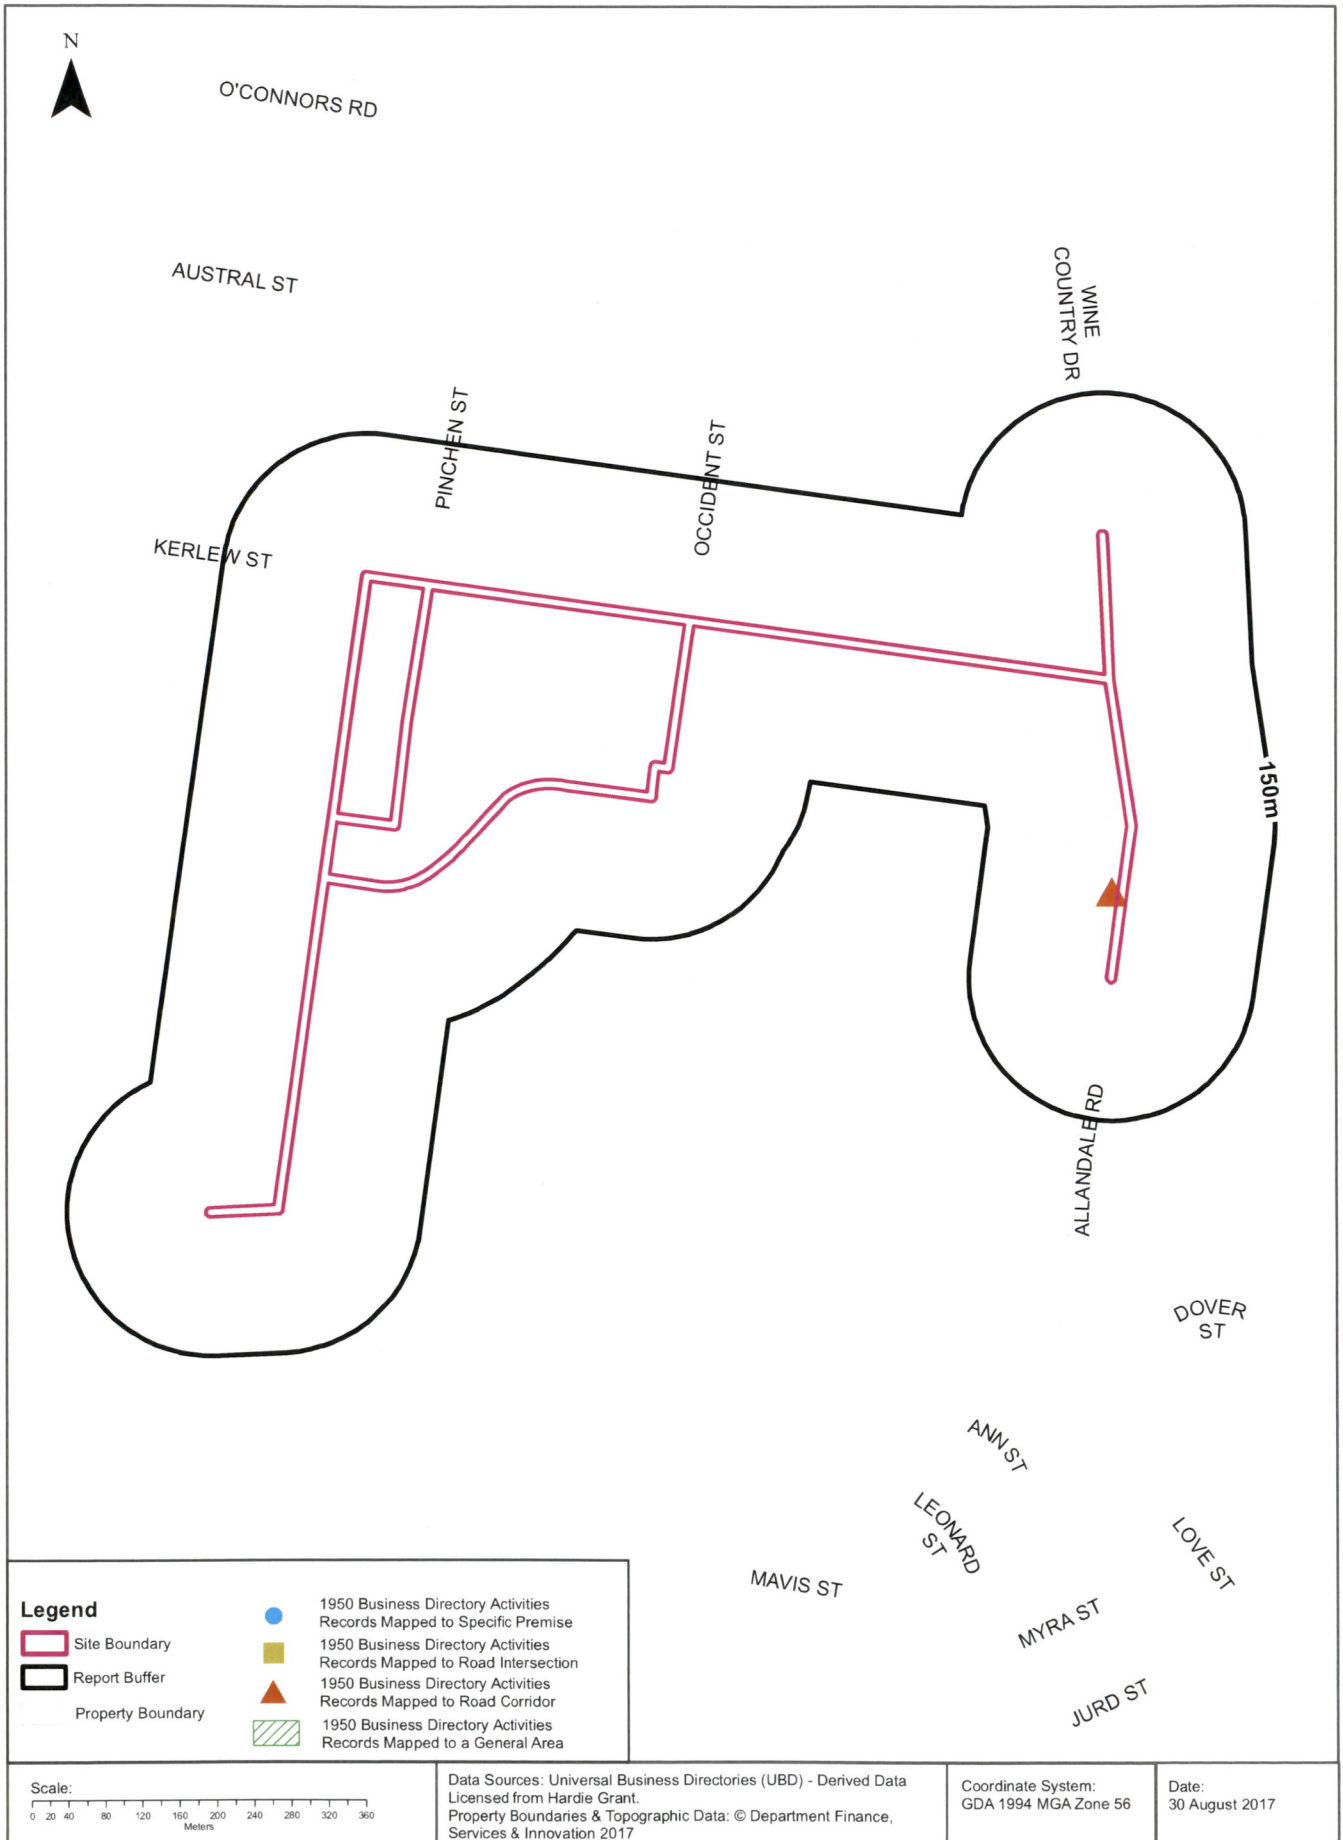 N
O'CONNORS RD
AUSTRAL ST
WINE
COUNTRY DR
PINCHEN ST
OCCIDENT ST
KERLEW ST
150m
ALLANDALE RD
DOVER
ST
ANN ST
LEONARD
ST
LOVE ST
MAVIS ST
MYRA ST
JURD ST
Legend
Site Boundary
Report Buffer
Property Boundary
1950 Business Directory Activities
Records Mapped to Specific Premise
1950 Business Directory Activities
Records Mapped to Road Intersection
1950 Business Directory Activities
Records Mapped to Road Corridor
1950 Business Directory Activities
Records Mapped to a General Area
Scale:
0 20 40 80 120 160 200 240 280 320 360
Meters
Data Sources: Universal Business Directories (UBD) - Derived Data
Licensed from Hardie Grant.
Property Boundaries & Topographic Data: © Department Finance,
Services & Innovation 2017
Coordinate System:
GDA 1994 MGA Zone 56
Date:
30 August 2017